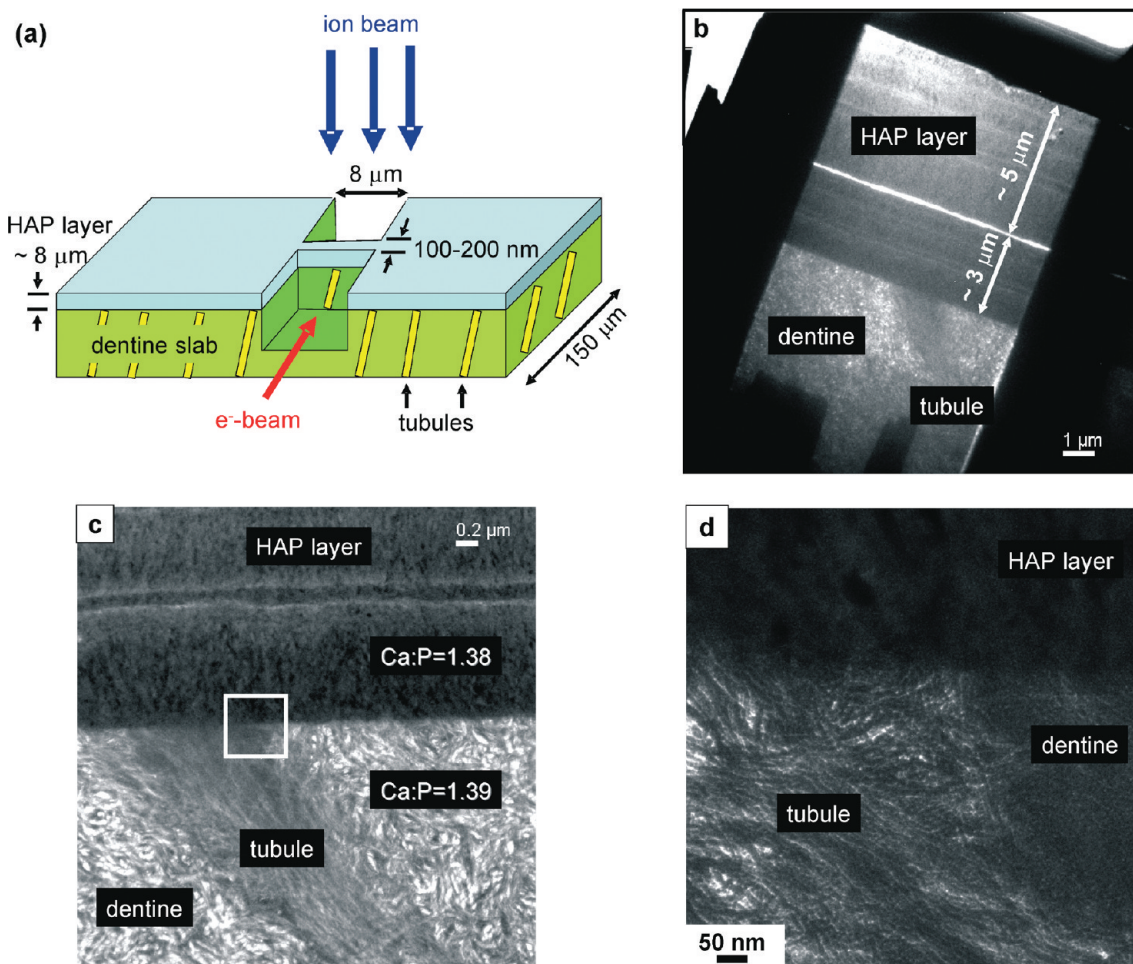 (a)
ion beam
8 μm
HAP layer
~ 8 μm
100-200 nm
dentine slab
150 μm
e⁻-beam
tubules
b
HAP layer
~ 5 μm
~ 3 μm
dentine
tubule
1 μm
c
0.2 μm
HAP layer
Ca:P=1.38
Ca:P=1.39
tubule
dentine
d
HAP layer
dentine
tubule
50 nm